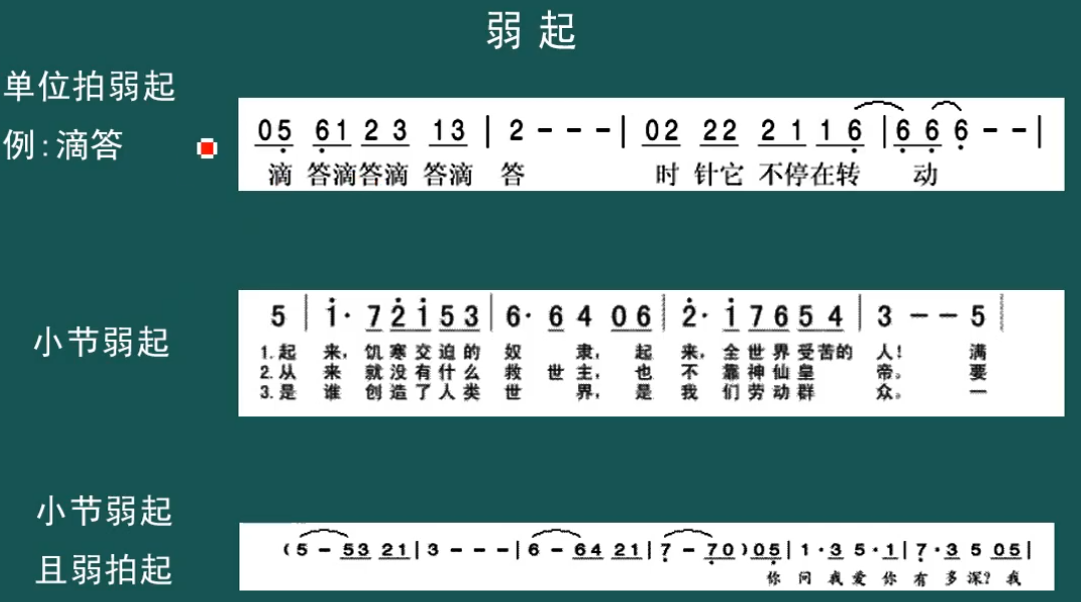 弱起
单位拍弱起
例:滴答
05 61 23 13 | 2 - - - | 02 22 21 16 | 66 6 - - |
滴 答滴答滴 答滴 答 时 针它 不停在转 动
小节弱起
5 | i· 7 2 i 5 3 | 6· 6 4 0 6 | 2· i 7 6 5 4 | 3 - - 5
1.起 来, 饥寒交迫的 奴 隶, 起 来, 全世界受苦的 人! 满
2.从 来 就没有什么 救 世主, 也 不 靠神仙皇 帝。 要
3.是 谁 创造了人类 世 界, 是 我 们劳动群 众。 一
小节弱起
且弱拍起
(5 - 53 21 | 3 - - - | 6 - 64 21 | 7 - 70) 05 | 1·3 5·1 | 7·3 5 05 |
你 问 我 爱 你 有 多 深? 我